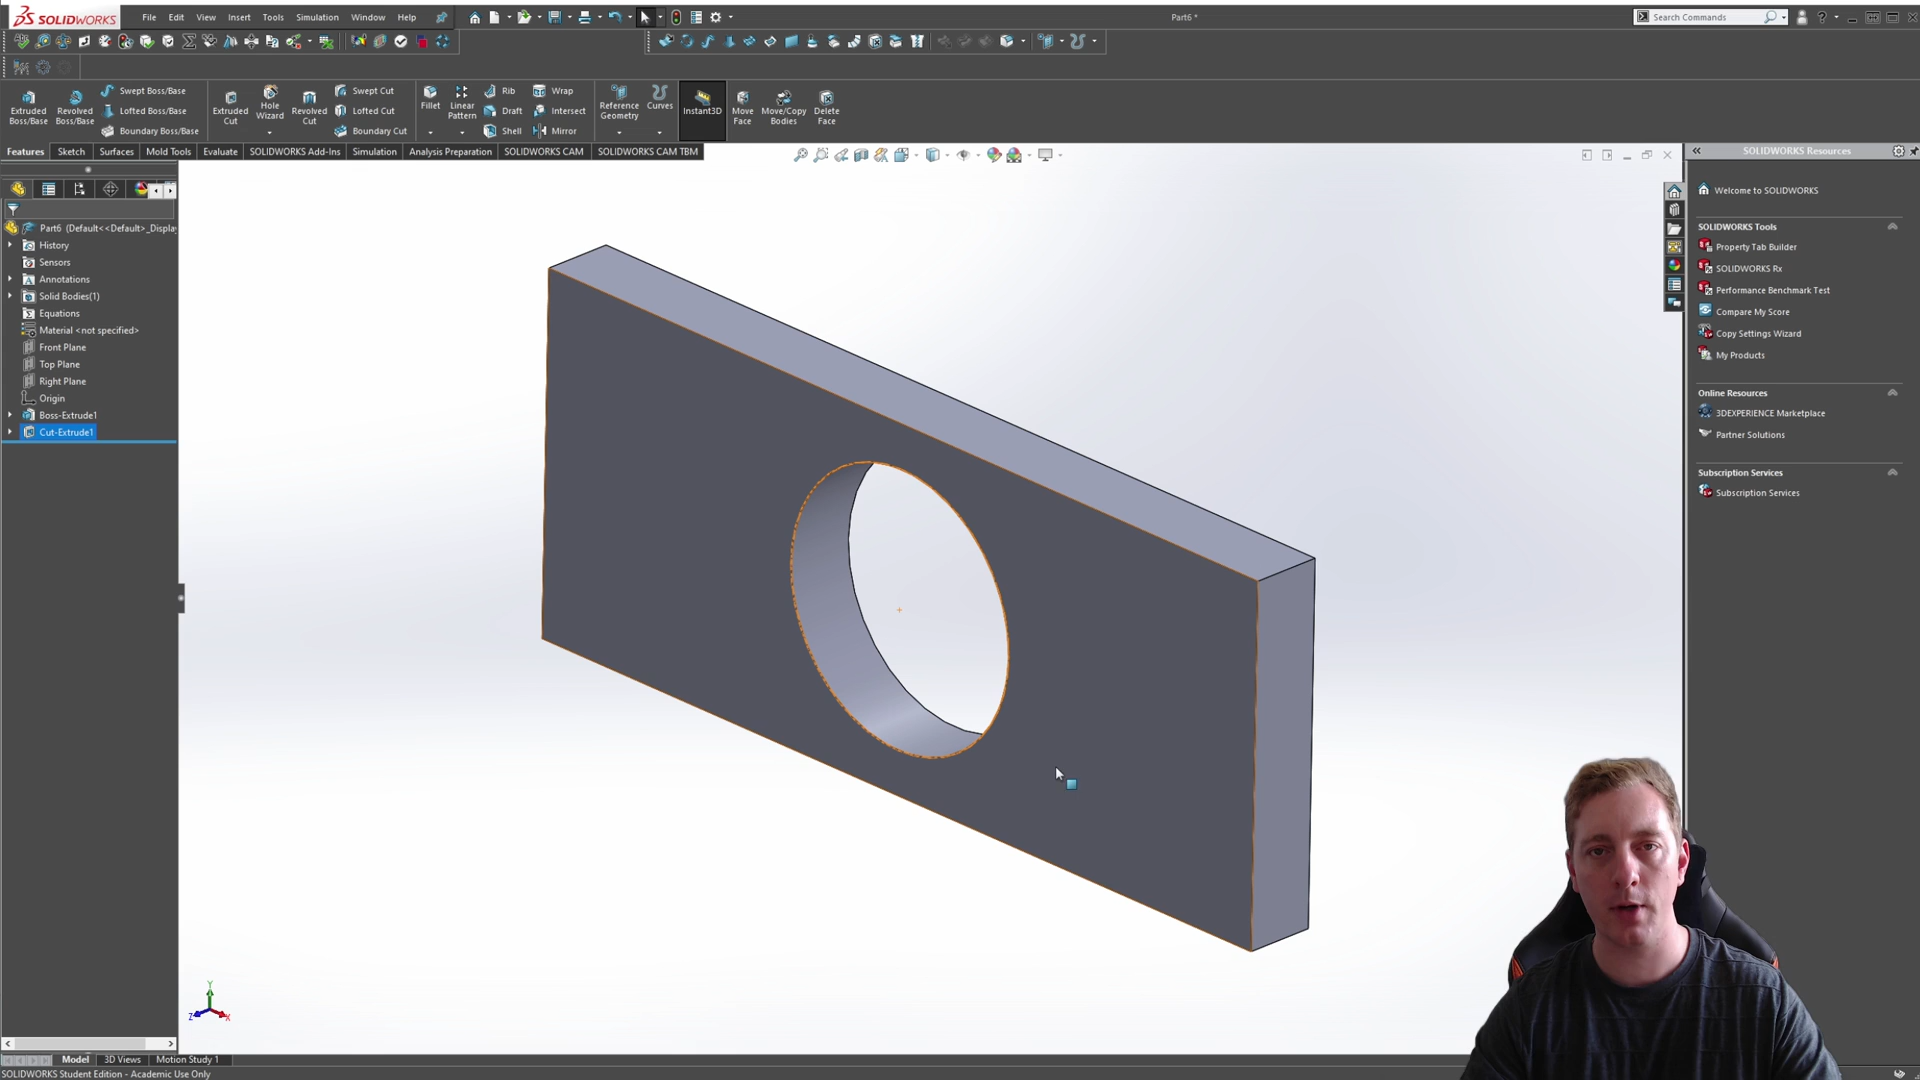 SOLIDWORKS File Edit View Insert Tools Simulation Window Help Part6 * Search Commands
Extruded Boss/Base Revolved Boss/Base Swept Boss/Base Lofted Boss/Base Boundary Boss/Base Extruded Cut Hole Wizard Revolved Cut Swept Cut Lofted Cut Boundary Cut Fillet Linear Pattern Rib Draft Shell Wrap Intersect Mirror Reference Geometry Curves Instant3D Move Face Move/Copy Bodies Delete Face
Features Sketch Surfaces Mold Tools Evaluate SOLIDWORKS Add-Ins Simulation Analysis Preparation SOLIDWORKS CAM SOLIDWORKS CAM TBM
Part6 (Default<<Default>_Display
History
Sensors
Annotations
Solid Bodies(1)
Equations
Material <not specified>
Front Plane
Top Plane
Right Plane
Origin
Boss-Extrude1
Cut-Extrude1
SOLIDWORKS Resources
Welcome to SOLIDWORKS
SOLIDWORKS Tools
Property Tab Builder
SOLIDWORKS Rx
Performance Benchmark Test
Compare My Score
Copy Settings Wizard
My Products
Online Resources
3DEXPERIENCE Marketplace
Partner Solutions
Subscription Services
Subscription Services
Y
Z X
Model 3D Views Motion Study 1
SOLIDWORKS Student Edition - Academic Use Only